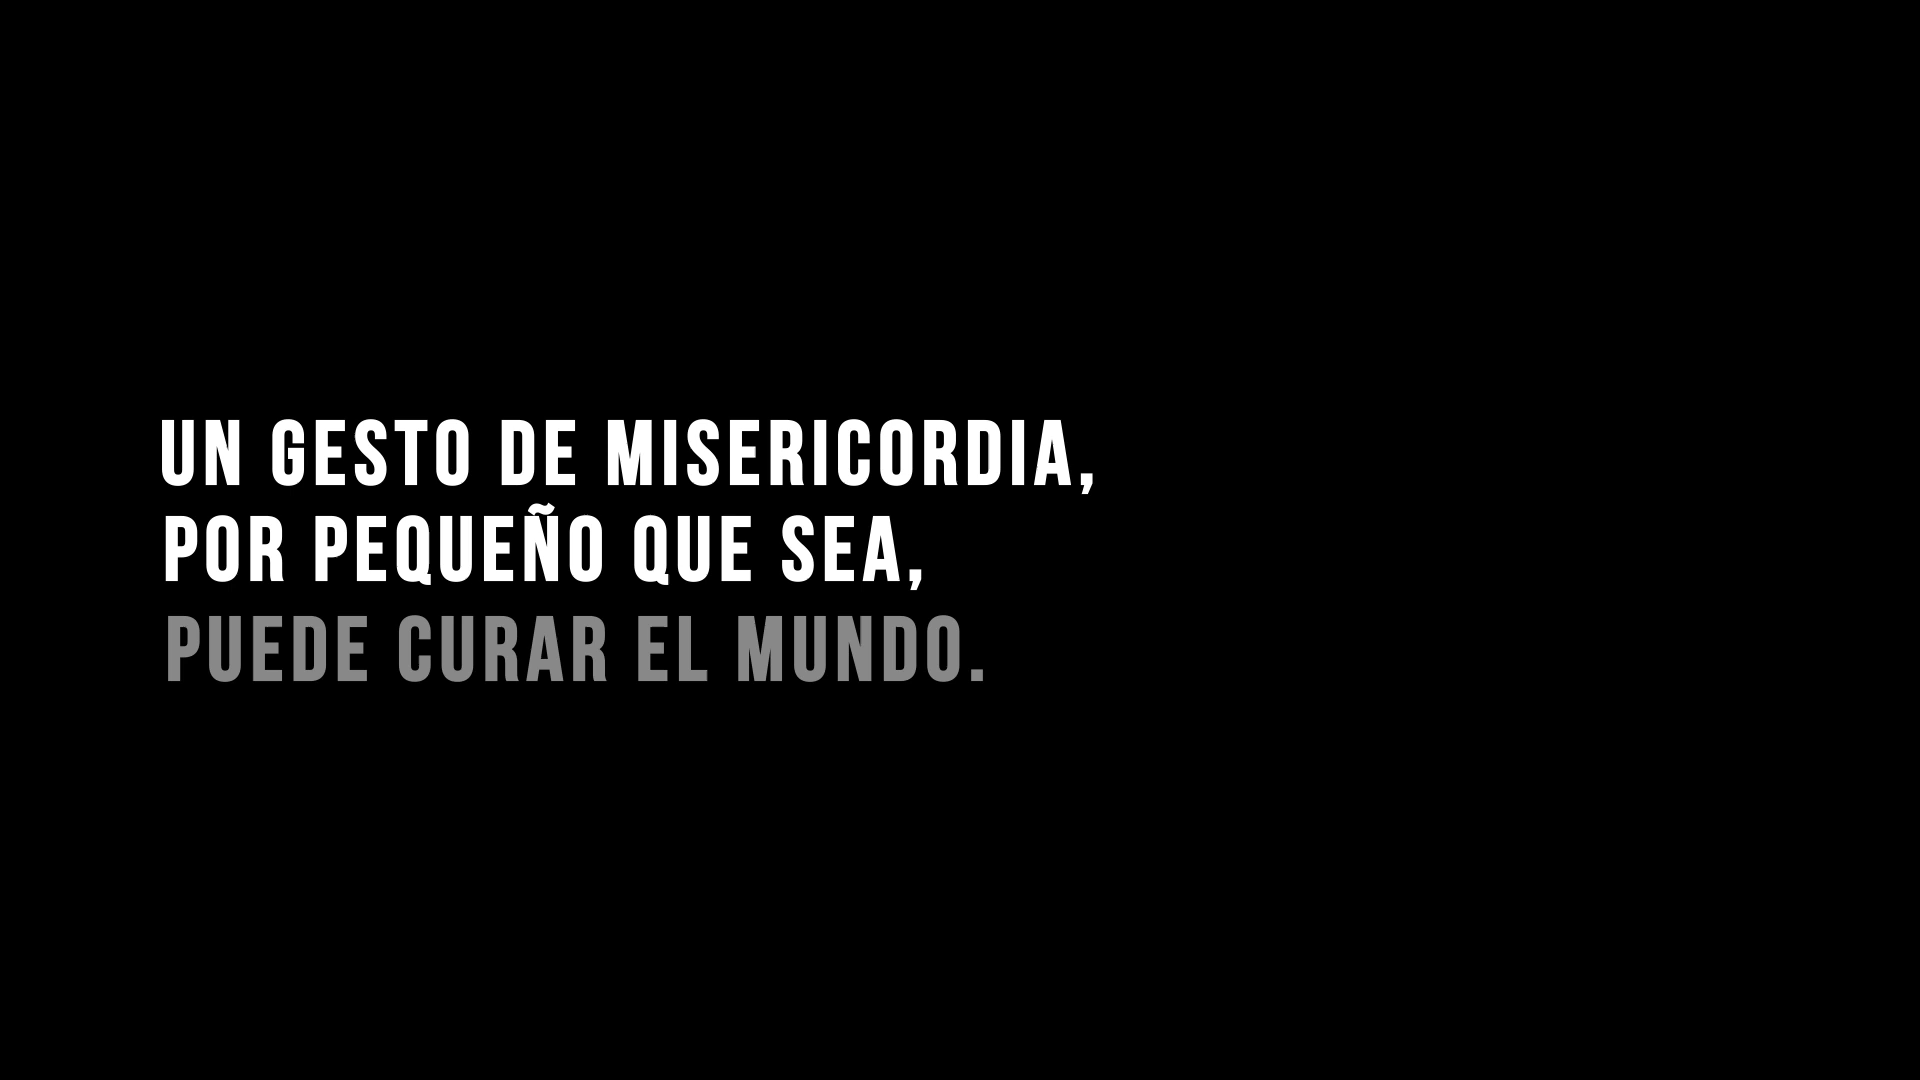 UN GESTO DE MISERICORDIA,
POR PEQUEÑO QUE SEA,
PUEDE CURAR EL MUNDO.